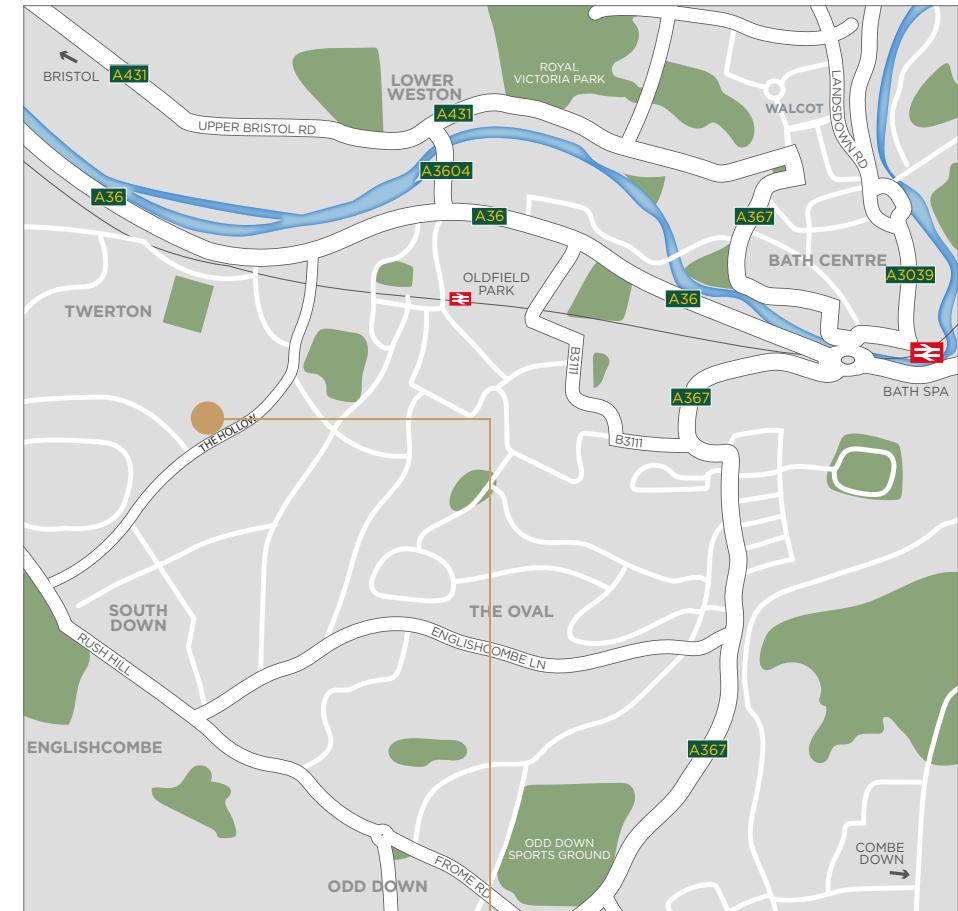 ROYAL
VICTORIA PARK
A431
BRISTOL
LOWER
WESTON
WALCOT
LANDSDOWN RD
A431
UPPER BRISTOL RD
A3604
A36
A36
A367
BATH CENTRE
A3039
OLDFIELD
PARK
A36
TWERTON
B3111
BATH SPA
A367
THE HOLLOW
B3111
SOUTH
DOWN
THE OVAL
ENGLISHCOMBE LN
RUSH HILL
ENGLISHCOMBE
A367
ODD DOWN
SPORTS GROUND
COMBE
DOWN
FROME RD
ODD DOWN